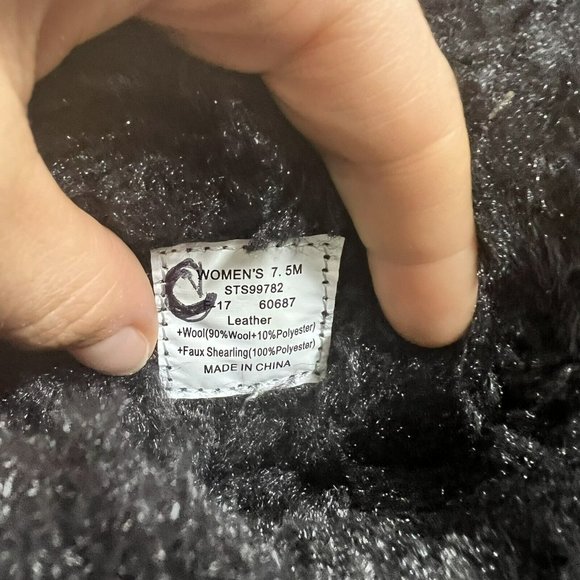 WOMEN'S 7.5M
STS99782
-17 60687
Leather
+Wool(90%Wool+10%Polyester)
+Faux Shearling(100%Polyester)
MADE IN CHINA
C